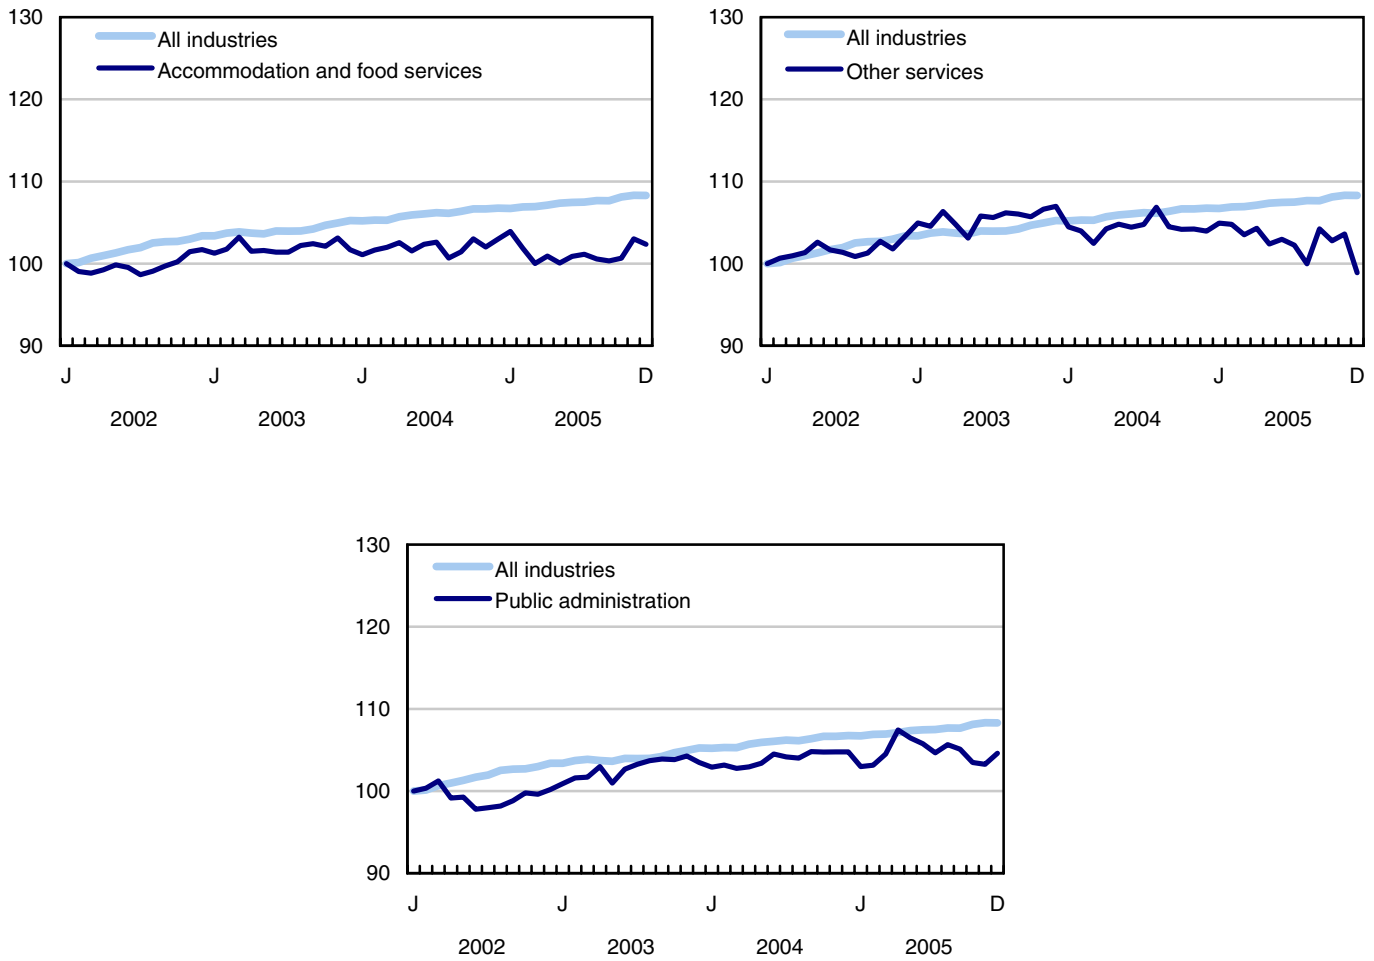 130
All industries
Accommodation and food services
120
110
100
90
J J J J D
2002 2003 2004 2005
130
All industries
Other services
120
110
100
90
J J J J D
2002 2003 2004 2005
130
All industries
Public administration
120
110
100
90
J J J J D
2002 2003 2004 2005